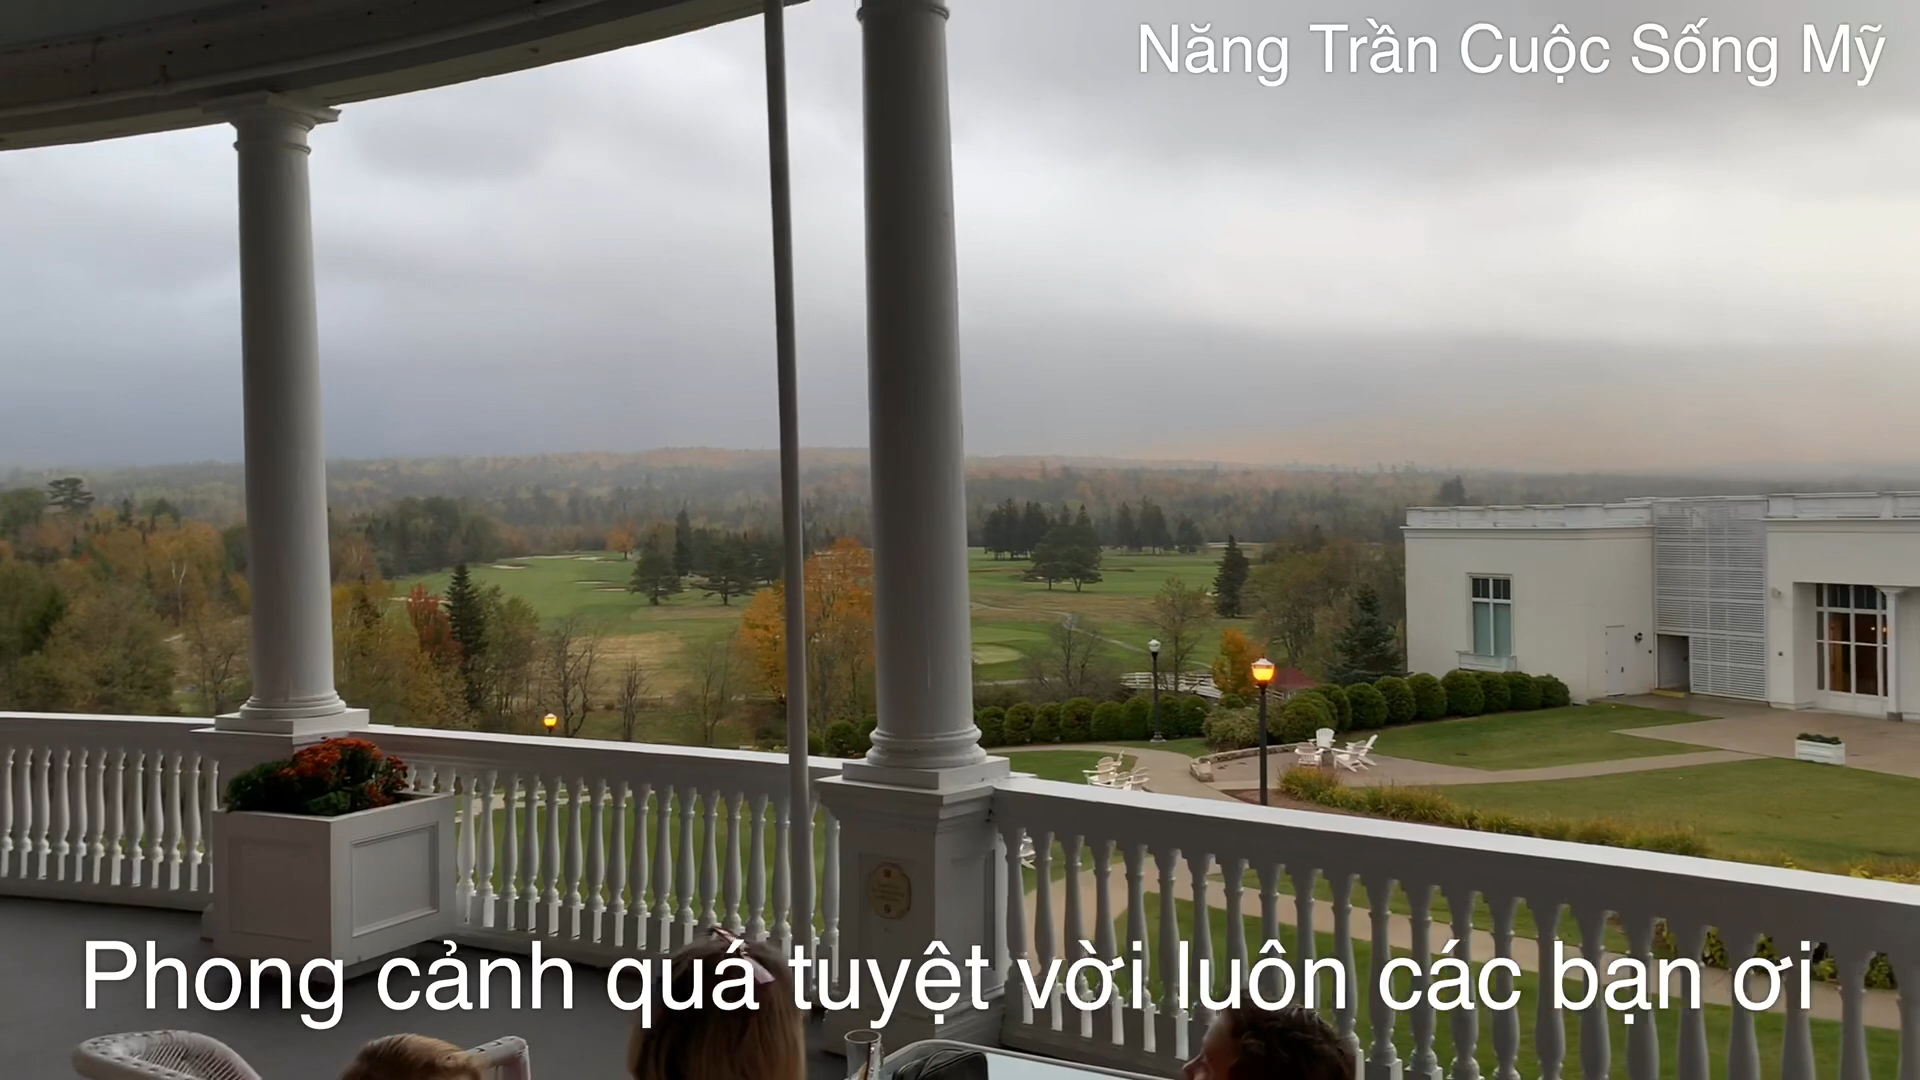 Năng Trần Cuộc Sống Mỹ
Phong cảnh quá tuyệt vời luôn các bạn ơi